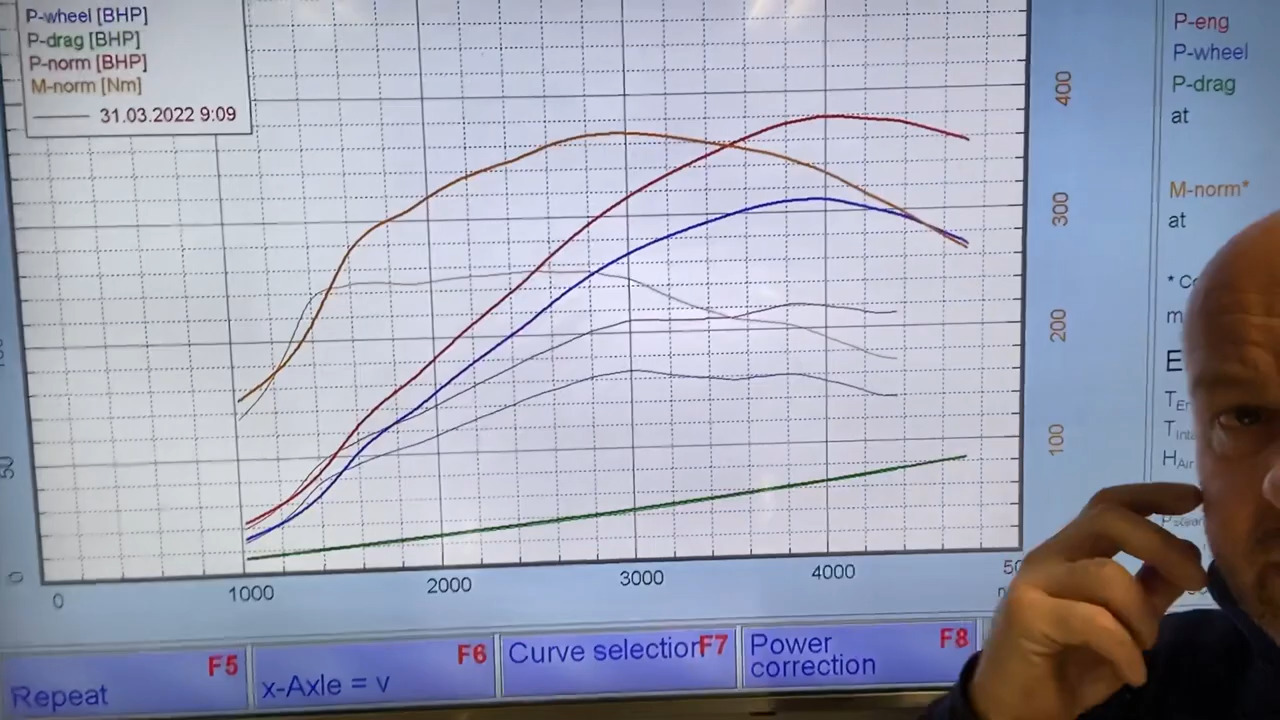 P-wheel [BHP]
P-drag [BHP]
P-norm [BHP]
M-norm [Nm]
31.03.2022 9:09
P-eng
P-wheel
P-drag
at
M-norm*
at
400
300
200
100
50
0
0
1000
2000
3000
4000
F5
Repeat
F6
x-Axle = v
Curve selection
F7
Power
correction
F8